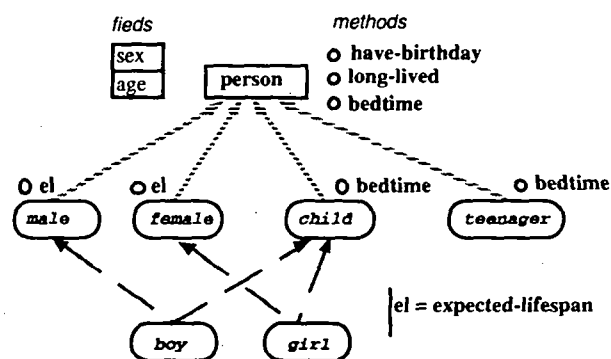 fieds
methods
sex
age
person
have-birthday
long-lived
bedtime
el
el
bedtime
bedtime
male
female
child
teenager
el = expected-lifespan
boy
girl